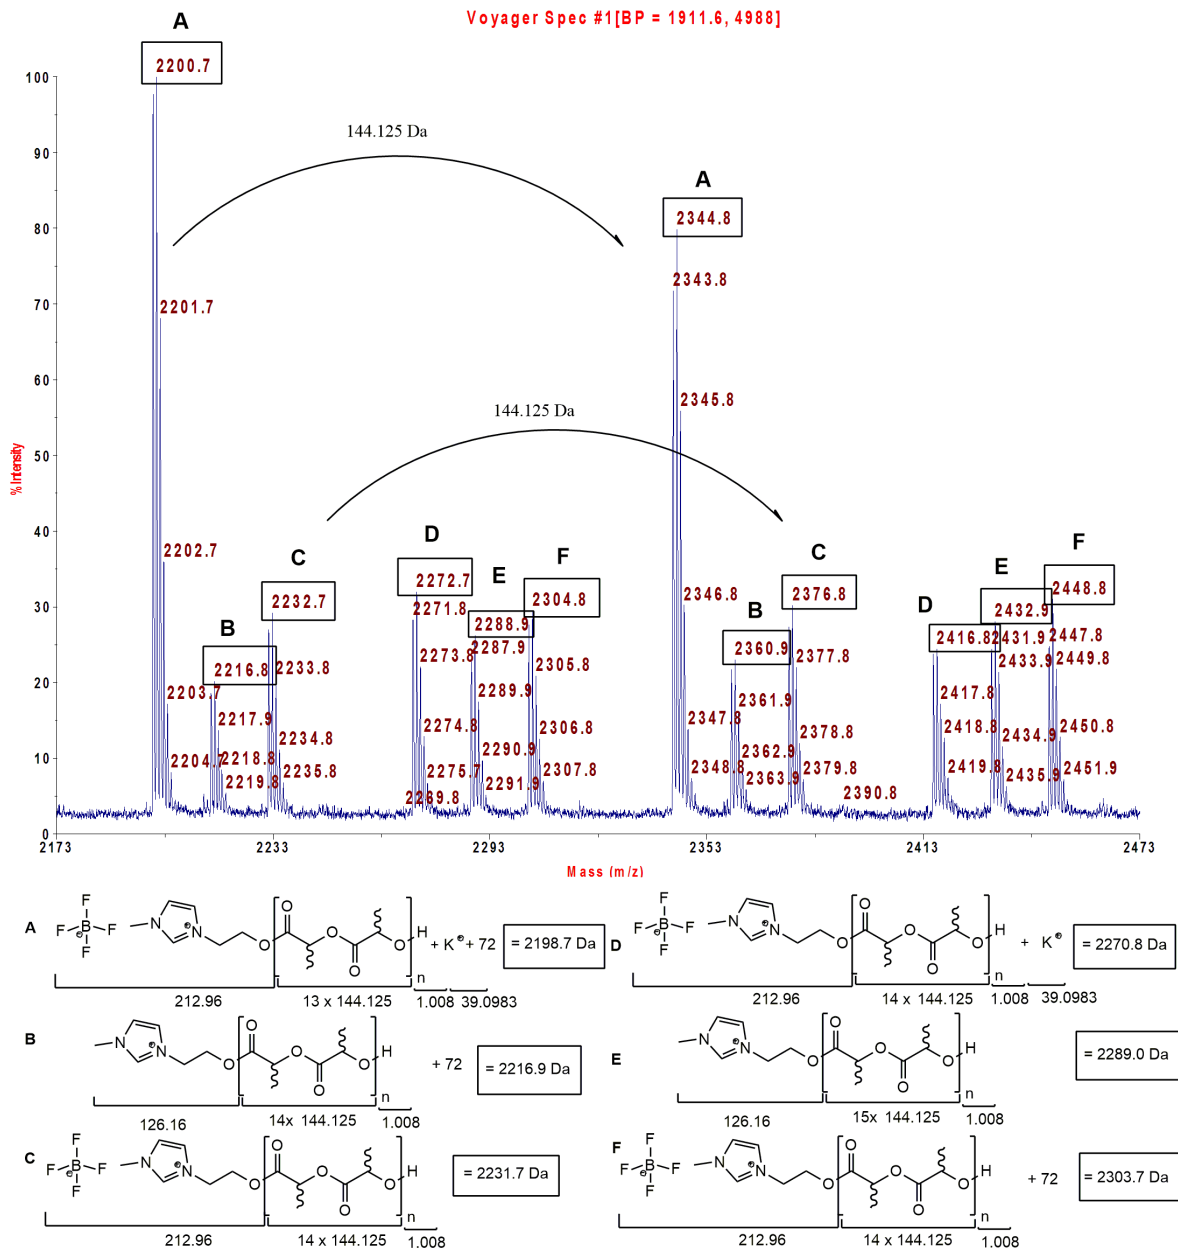 Voyager Spec #1[BP = 1911.6, 4988]
A
2200.7
144.125 Da
A
2344.8
2343.8
2201.7
2345.8
144.125 Da
2202.7
C
2232.7
D
2272.7
2271.8
E
2288.9
2287.9
F
2304.8
2346.8
C
2376.8
D
2416.8
E
2432.9
2431.9
F
2448.8
2447.8
B
2216.8
2233.8
2273.8
2305.8
B
2360.9
2377.8
2433.9
2449.8
2203.7
2217.9
2289.9
2361.9
2417.8
2234.8
2274.8
2306.8
2347.8
2378.8
2418.8
2450.8
2204.7
2218.8
2219.8
2235.8
2275.7
2269.8
2290.9
2291.9
2307.8
2348.8
2362.9
2363.9
2379.8
2390.8
2419.8
2434.9
2435.9
2451.9
% Intensity
100
90
80
70
60
50
40
30
20
10
0
2173
2233
2293
2353
2413
2473
Mass (m/z)
A
F
F B F
⊖
F
N N ⊕ O O O O O H
n
+ K⊕ + 72
= 2198.7 Da
212.96
13 x 144.125
1.008
39.0983
D
F
F B F
⊖
F
N N ⊕ O O O O O H
n
+ K⊕
= 2270.8 Da
212.96
14 x 144.125
1.008
39.0983
B
N N ⊕ O O O O O H
n
+ 72
= 2216.9 Da
126.16
14x 144.125
1.008
E
N N ⊕ O O O O O H
n
= 2289.0 Da
126.16
15x 144.125
1.008
C
F
F B F
⊖
F
N N ⊕ O O O O O H
n
= 2231.7 Da
212.96
14 x 144.125
1.008
F
F
F B F
⊖
F
N N ⊕ O O O O O H
n
+ 72
= 2303.7 Da
212.96
14 x 144.125
1.008